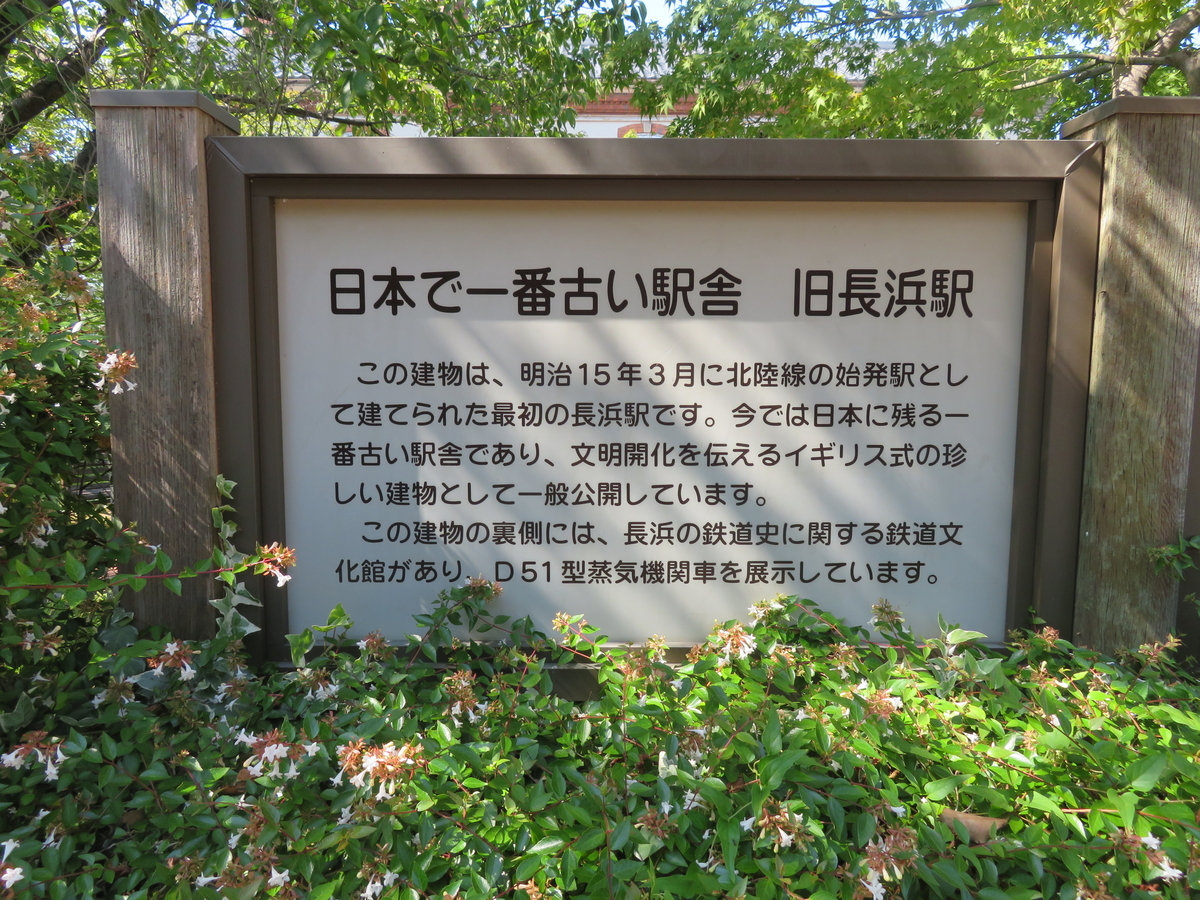 日本で一番古い駅舎　旧長浜駅
この建物は、明治15年3月に北陸線の始発駅とし
て建てられた最初の長浜駅です。今では日本に残る一
番古い駅舎であり、文明開化を伝えるイギリス式の珍
しい建物として一般公開しています。
この建物の裏側には、長浜の鉄道史に関する鉄道文
化館があり、D51型蒸気機関車を展示しています。